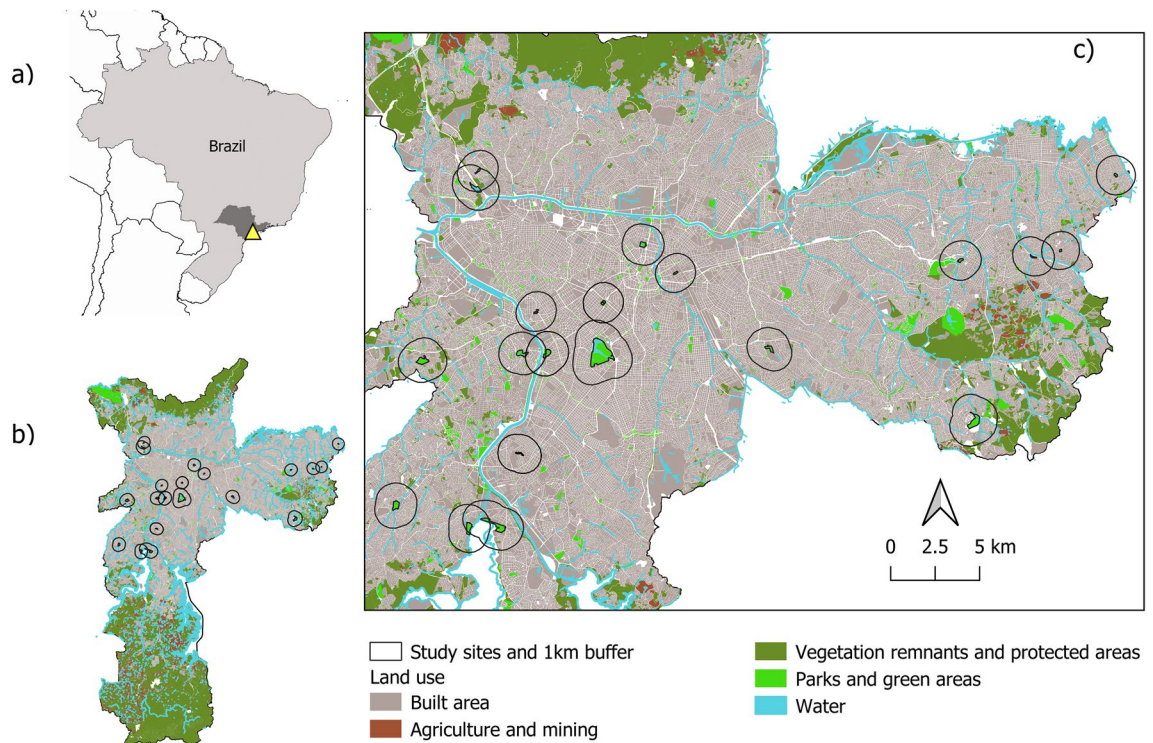 a)
Brazil
b)
c)
0 2.5 5 km
Study sites and 1km buffer
Land use
Built area
Agriculture and mining
Vegetation remnants and protected areas
Parks and green areas
Water